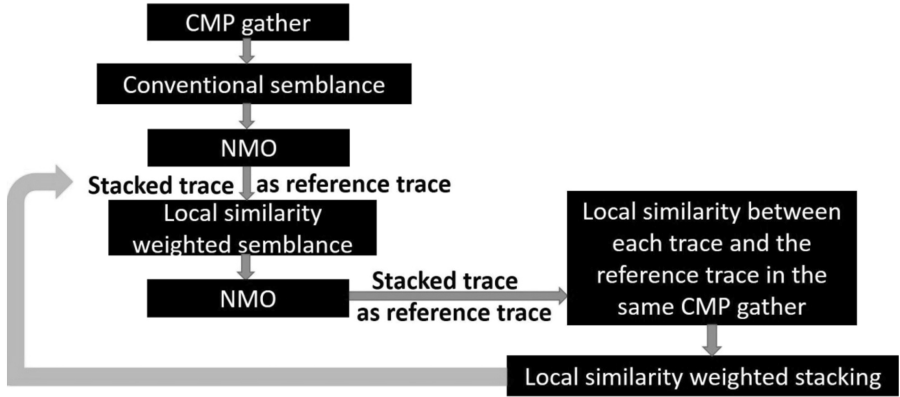 CMP gather
Conventional semblance
NMO
Stacked trace as reference trace
Local similarity
weighted semblance
NMO
Stacked trace
as reference trace
Local similarity between
each trace and the
reference trace in the
same CMP gather
Local similarity weighted stacking